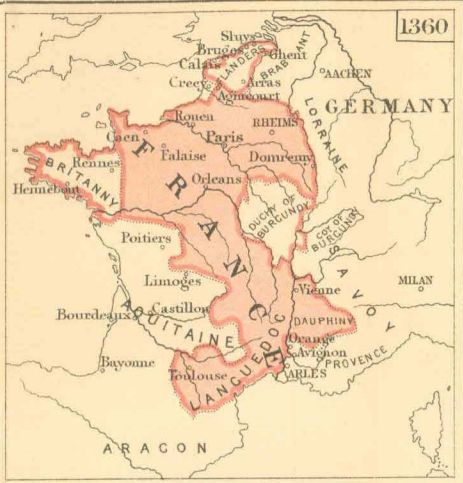 1360
Sluys
Bruges
Ghent
Calais
FLANDERS
BRABANT
AACHEN
Crecy
Arras
Agincourt
GERMANY
Rouen
RHEIMS
LORRAINE
Caen
Paris
Falaise
Domremy
BRITANNY
Rennes
Hennebont
Orleans
FRANCE
DUCHY OF
BURGUNDY
COY OF
BURGUNDY
Poitiers
SAVOY
Limoges
Vienne
MILAN
Bourdeaux
Castillon
AQUITAINE
DAUPHINY
Orange
Avignon
PROVENCE
Bayonne
Toulouse
LANGUEDOC
ARLES
ARAGON